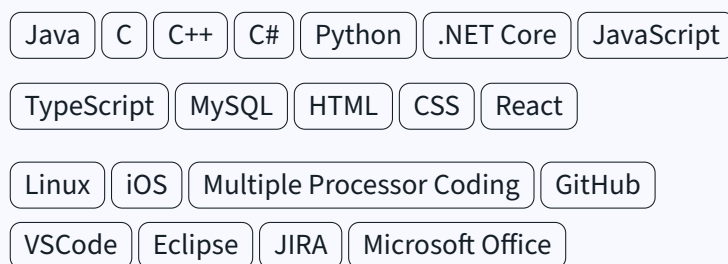 Java C C++ C# Python .NET Core JavaScript
TypeScript MySQL HTML CSS React
Linux iOS Multiple Processor Coding GitHub
VSCode Eclipse JIRA Microsoft Office